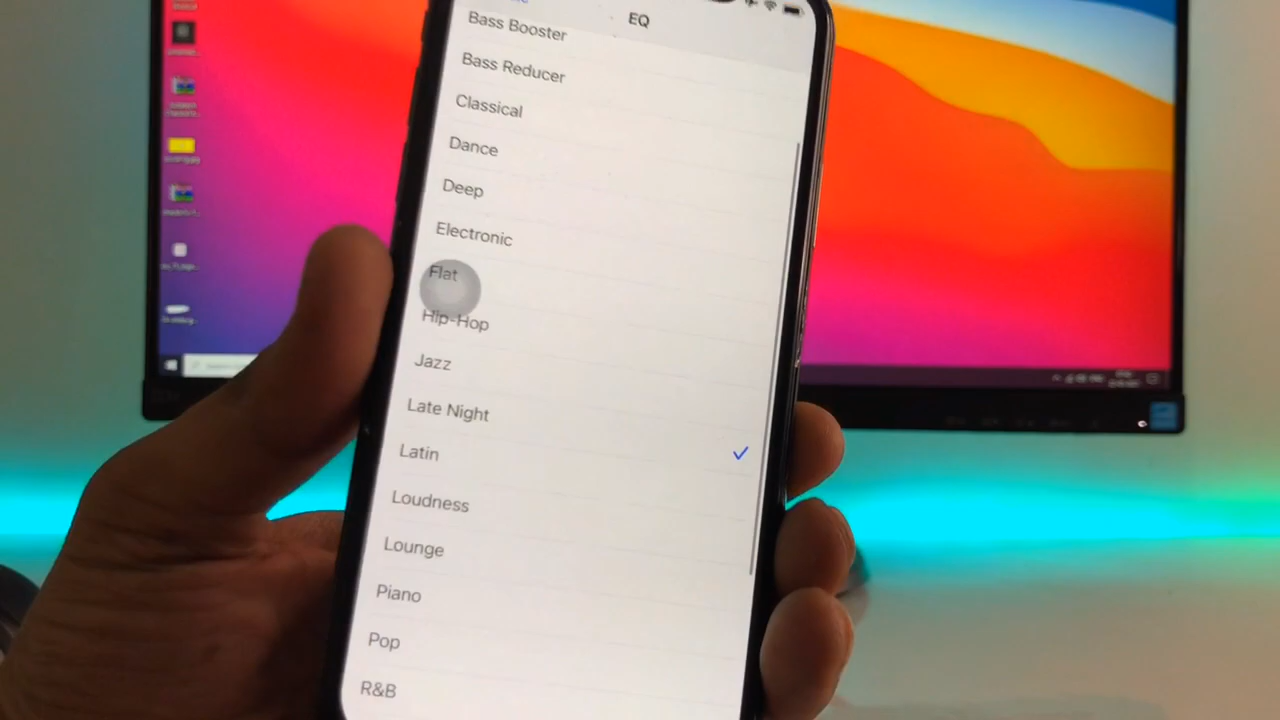 EQ
Bass Booster
Bass Reducer
Classical
Dance
Deep
Electronic
Flat
Hip-Hop
Jazz
Late Night
Latin
Loudness
Lounge
Piano
Pop
R&B